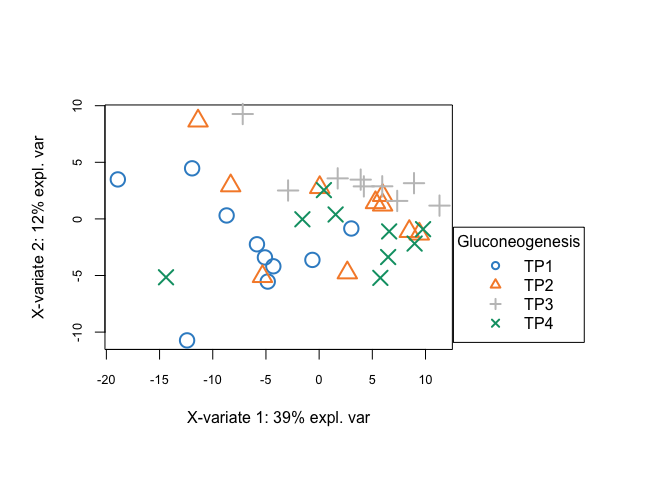 X-variate 2: 12% expl. var
10
5
0
-5
-10
-20
-15
-10
-5
0
5
10
X-variate 1: 39% expl. var
Gluconeogenesis
TP1
TP2
TP3
TP4